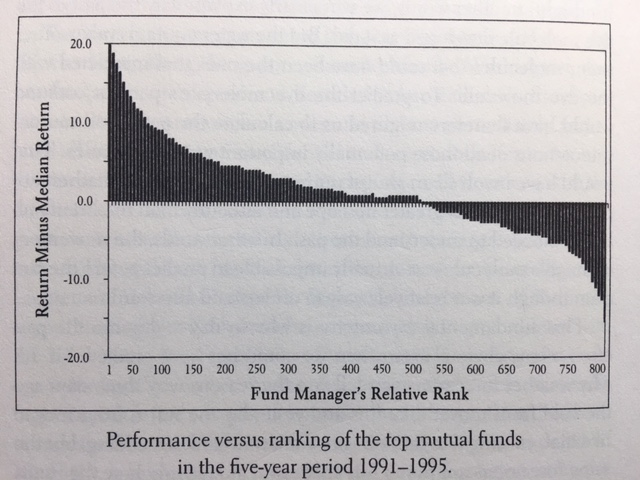 20.0
10.0
0.0
-10.0
-20.0
Return Minus Median Return
1 50 100 150 200 250 300 350 400 450 500 550 600 650 700 750 800
Fund Manager's Relative Rank
Performance versus ranking of the top mutual funds
in the five-year period 1991–1995.